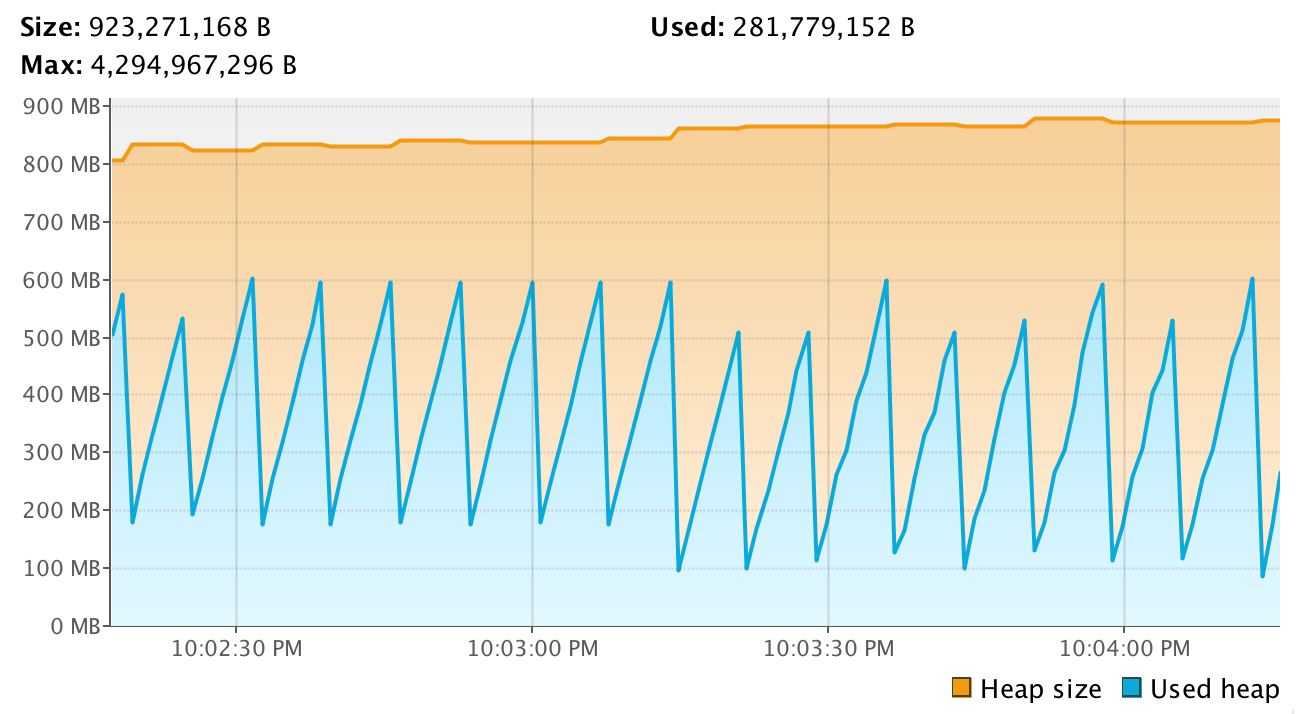 Size: 923,271,168 B
Used: 281,779,152 B
Max: 4,294,967,296 B
900 MB
800 MB
700 MB
600 MB
500 MB
400 MB
300 MB
200 MB
100 MB
0 MB
10:02:30 PM
10:03:00 PM
10:03:30 PM
10:04:00 PM
Heap size
Used heap